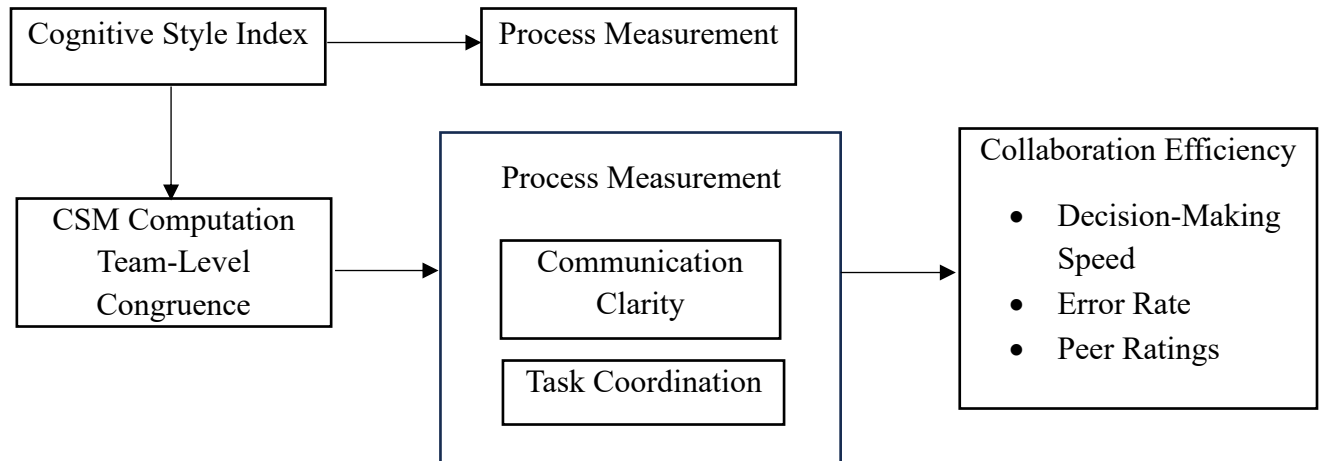 Cognitive Style Index
Process Measurement
CSM Computation
Team-Level
Congruence
Process Measurement
Communication
Clarity
Task Coordination
Collaboration Efficiency
• Decision-Making
Speed
• Error Rate
• Peer Ratings